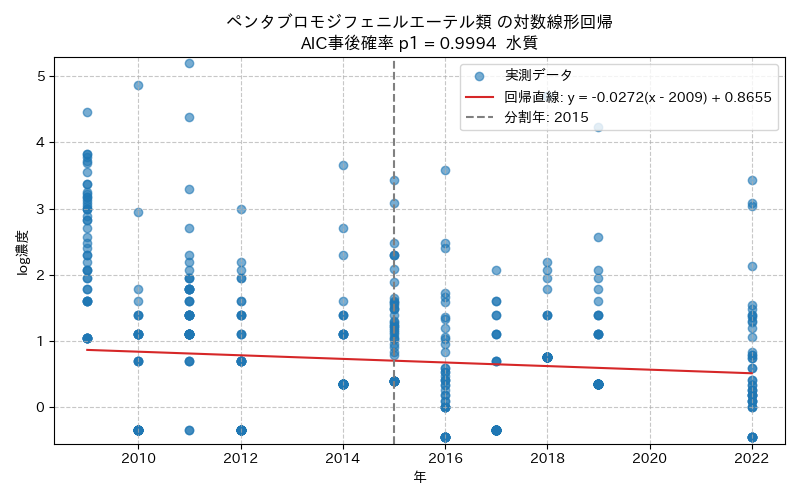 ペンタブロモジフェニルエーテル類 の対数線形回帰
AIC事後確率 p1 = 0.9994  水質
実測データ
回帰直線: y = -0.0272(x - 2009) + 0.8655
分割年: 2015
log濃度
5
4
3
2
1
0
2010
2012
2014
2016
2018
2020
2022
年